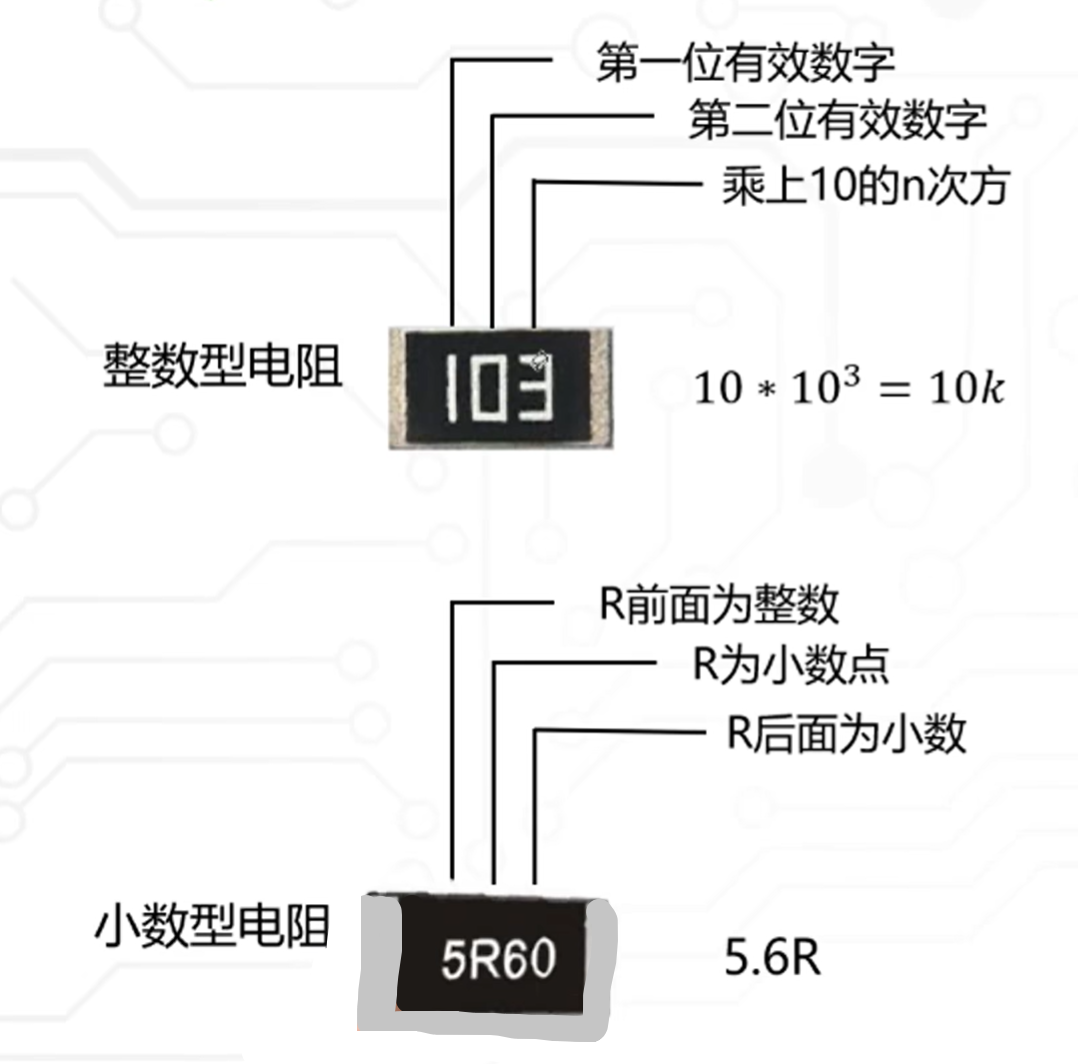 第一位有效数字
第二位有效数字
乘上10的n次方
整数型电阻
103
10 * 10³ = 10k
R前面为整数
R为小数点
R后面为小数
小数型电阻
5R60
5.6R